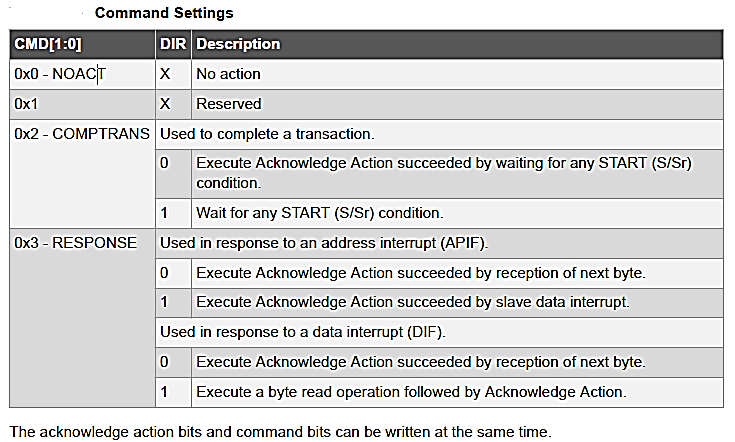 Command Settings
CMD[1:0] DIR Description
0x0 - NOACT X No action
0x1 X Reserved
0x2 - COMPTRANS Used to complete a transaction.
0 Execute Acknowledge Action succeeded by waiting for any START (S/Sr)
condition.
1 Wait for any START (S/Sr) condition.
0x3 - RESPONSE Used in response to an address interrupt (APIF).
0 Execute Acknowledge Action succeeded by reception of next byte.
1 Execute Acknowledge Action succeeded by slave data interrupt.
Used in response to a data interrupt (DIF).
0 Execute Acknowledge Action succeeded by reception of next byte.
1 Execute a byte read operation followed by Acknowledge Action.
The acknowledge action bits and command bits can be written at the same time.